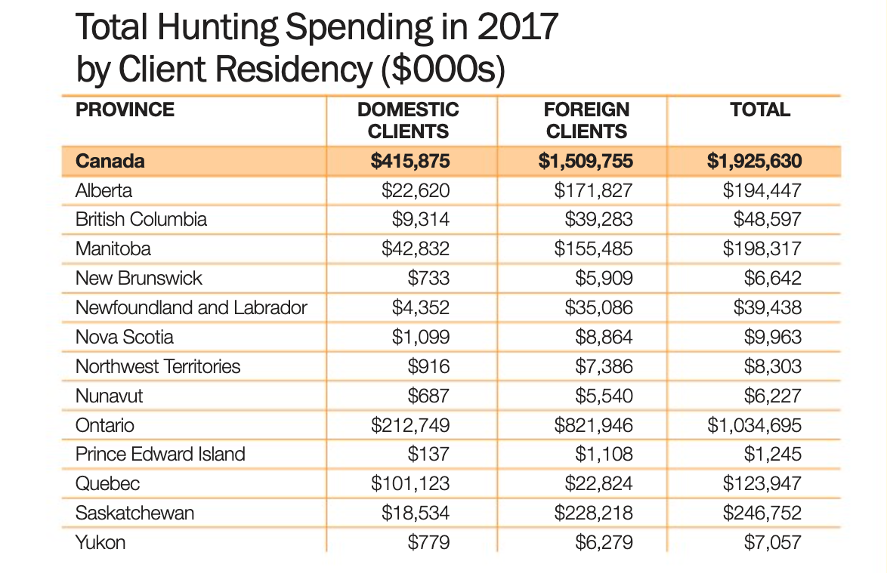 Total Hunting Spending in 2017
by Client Residency ($000s)
PROVINCE DOMESTIC CLIENTS FOREIGN CLIENTS TOTAL
Canada $415,875 $1,509,755 $1,925,630
Alberta $22,620 $171,827 $194,447
British Columbia $9,314 $39,283 $48,597
Manitoba $42,832 $155,485 $198,317
New Brunswick $733 $5,909 $6,642
Newfoundland and Labrador $4,352 $35,086 $39,438
Nova Scotia $1,099 $8,864 $9,963
Northwest Territories $916 $7,386 $8,303
Nunavut $687 $5,540 $6,227
Ontario $212,749 $821,946 $1,034,695
Prince Edward Island $137 $1,108 $1,245
Quebec $101,123 $22,824 $123,947
Saskatchewan $18,534 $228,218 $246,752
Yukon $779 $6,279 $7,057